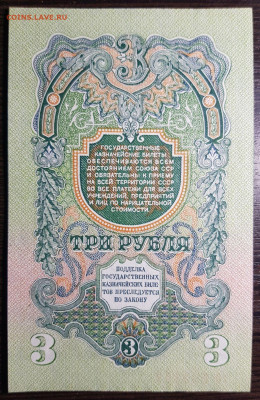 COINS.LAVE.RU
3
ГОСУДАРСТВЕННЫЕ
КАЗНАЧЕЙСКИЕ БИЛЕТЫ
ОБЕСПЕЧИВАЮТСЯ ВСЕМ
ДОСТОЯНИЕМ СОЮЗА ССР
И ОБЯЗАТЕЛЬНЫ К ПРИЕМУ
НА ВСЕЙ ТЕРРИТОРИИ СССР
ВО ВСЕ ПЛАТЕЖИ ДЛЯ ВСЕХ
УЧРЕЖДЕНИЙ, ПРЕДПРИЯТИЙ
И ЛИЦ ПО НАРИЦАТЕЛЬНОЙ
СТОИМОСТИ.
ТРИ РУБЛЯ
ПОДДЕЛКА
ГОСУДАРСТВЕННЫХ
КАЗНАЧЕЙСКИХ БИЛЕ
ТОВ ПРЕСЛЕДУЕТСЯ
ПО ЗАКОНУ
3 3 3